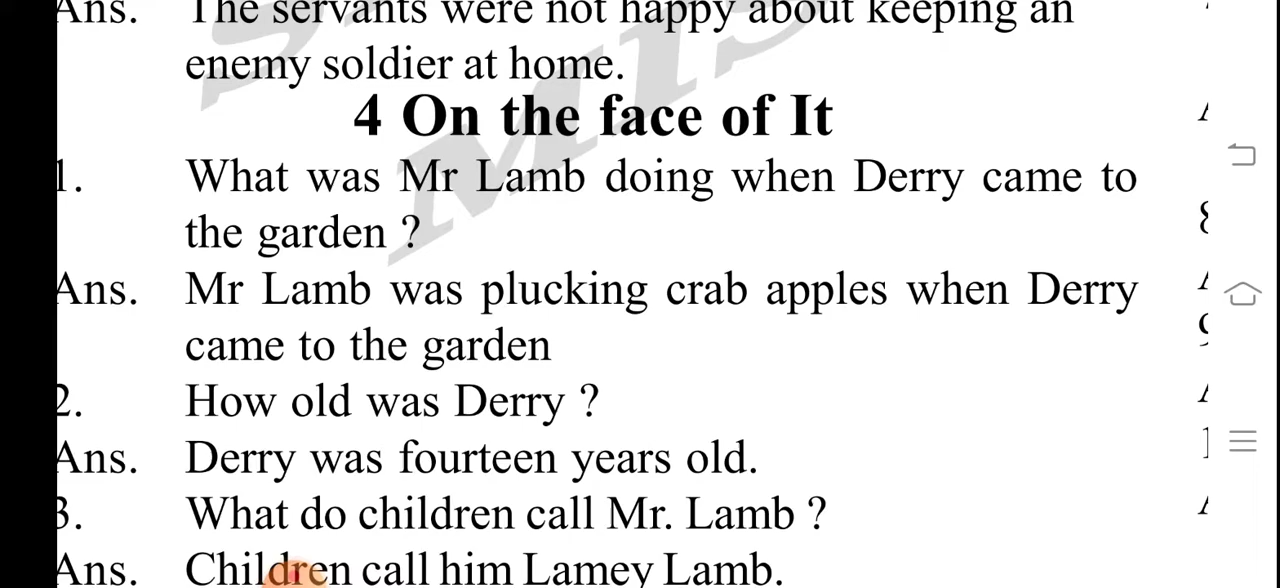 Ans. The servants were not happy about keeping an
enemy soldier at home.
4 On the face of It
1. What was Mr Lamb doing when Derry came to
the garden ?
Ans. Mr Lamb was plucking crab apples when Derry
came to the garden
2. How old was Derry ?
Ans. Derry was fourteen years old.
3. What do children call Mr. Lamb ?
Ans. Children call him Lamey Lamb.